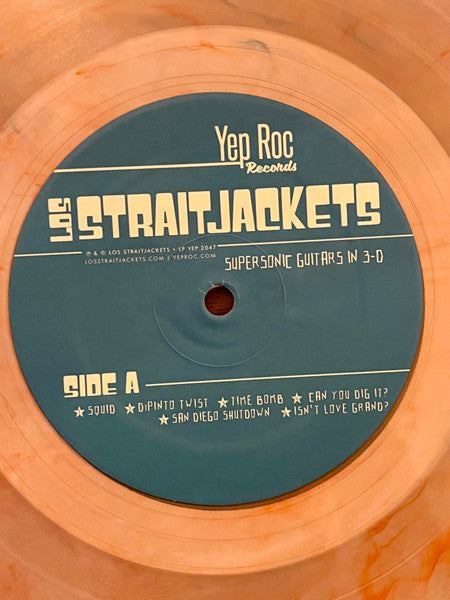 Yep Roc
Records
LOS STRAITJACKETS
℗ & © LOS STRAITJACKETS • LP YEP 2047
LOSSTRAITJACKETS.COM | YEPROC.COM
SUPERSONIC GUITARS IN 3-D
SIDE A
★ SQUID ★ DiPINTO TWIST ★ TIME BOMB ★ CAN YOU DIG IT?
★ SAN DIEGO SHUTDOWN ★ ISN'T LOVE GRAND?